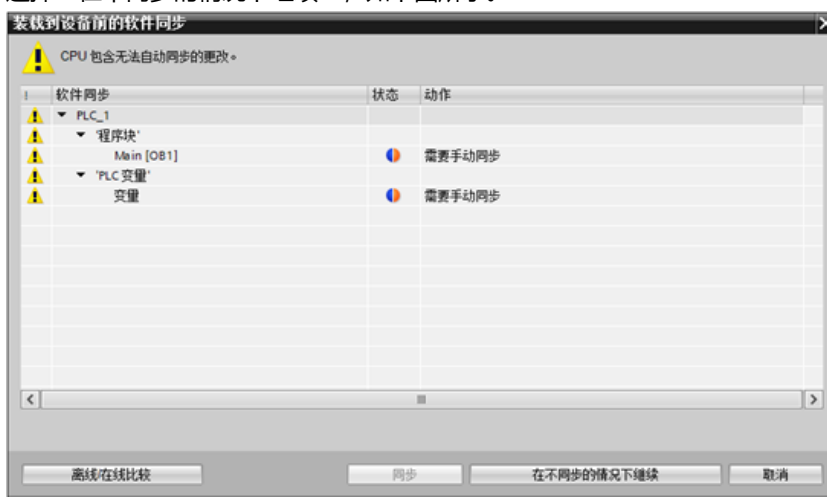 装载到设备前的软件同步
CPU 包含无法自动同步的更改。
! 软件同步 状态 动作
PLC_1
'程序块'
Main [OB1] 需要手动同步
'PLC 变量'
变量 需要手动同步
离线/在线比较 同步 在不同步的情况下继续 取消